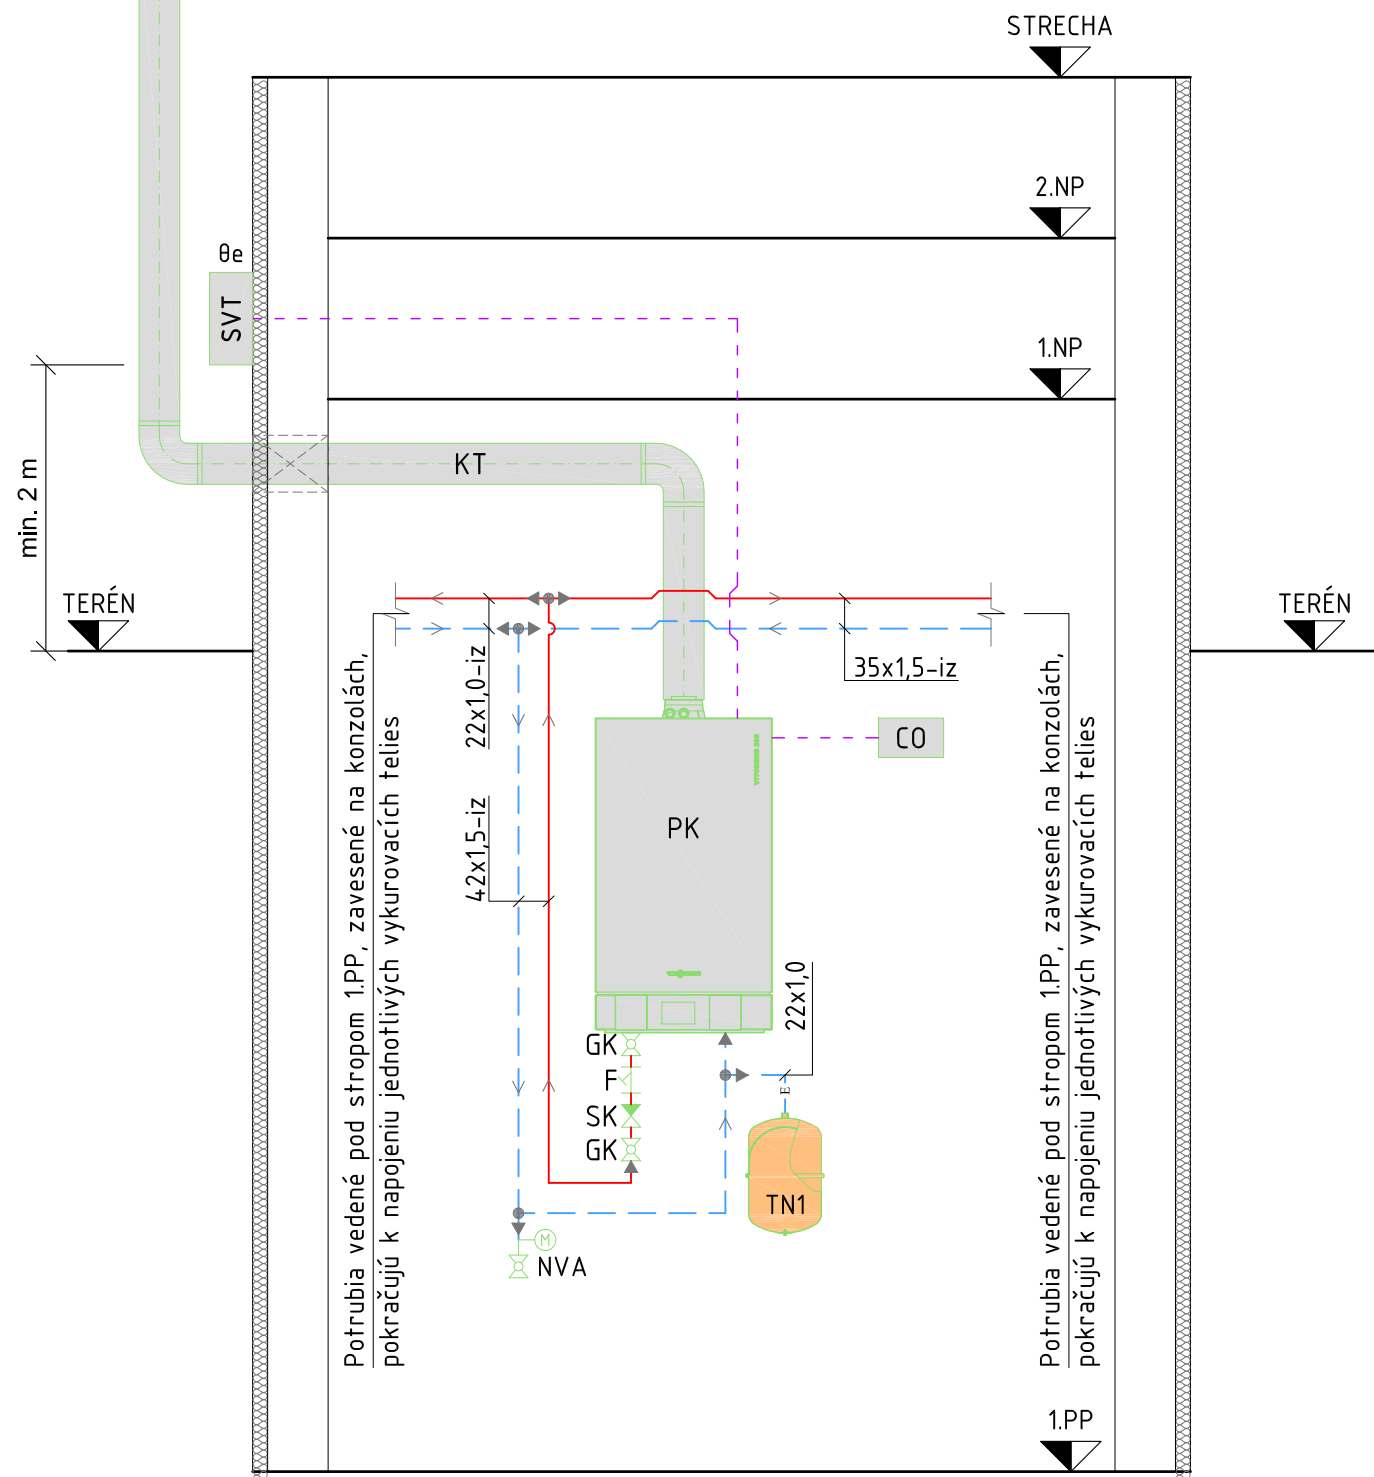 STRECHA
2.NP
θe
SVT
1.NP
KT
min. 2 m
TERÉN
TERÉN
22x1,0-iz
35x1,5-iz
CO
PK
42x1,5-iz
22x1,0
GK
F
E
SK
GK
TN1
M
NVA
Potrubia vedené pod stropom 1.PP, zavesené na konzolách,
pokračujú k napojeniu jednotlivých vykurovacích telies
Potrubia vedené pod stropom 1.PP, zavesené na konzolách,
pokračujú k napojeniu jednotlivých vykurovacích telies
1.PP